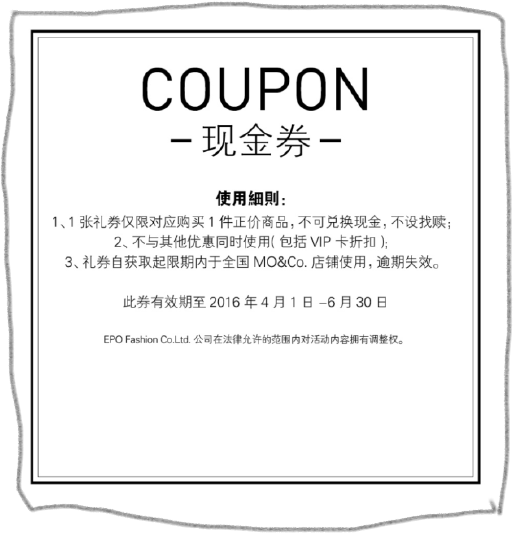 COUPON
–现金券–
使用細則：
1、1 张礼券仅限对应购买 1 件正价商品，不可兑换现金，不设找赎；
2、不与其他优惠同时使用( 包括 VIP 卡折扣 )；
3、礼券自获取起限期内于全国 MO&Co. 店铺使用，逾期失效。
此券有效期至 2016 年 4 月 1 日 –6 月 30 日
EPO Fashion Co.Ltd. 公司在法律允许的范围内对活动内容拥有调整权。